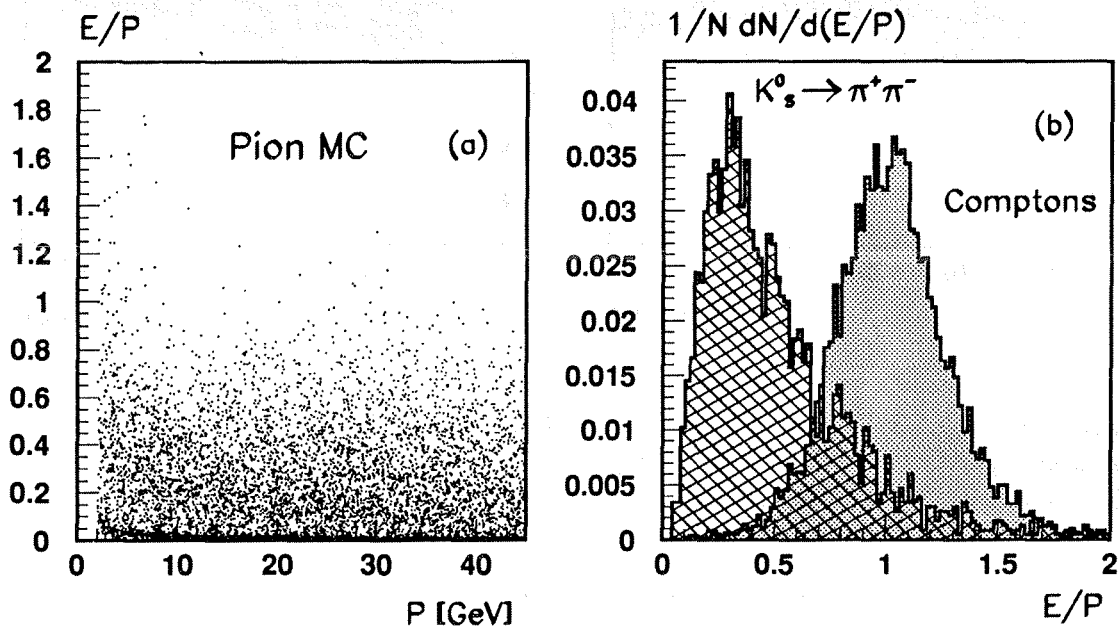 E/P
2
1.8
1.6
1.4
1.2
1
0.8
0.6
0.4
0.2
0
Pion MC (a)
0 10 20 30 40
P [GeV]
1/N dN/d(E/P)
0.04
0.035
0.03
0.025
0.02
0.015
0.01
0.005
0
K⁰ₛ → π⁺π⁻
(b)
Comptons
0 0.5 1 1.5 2
E/P